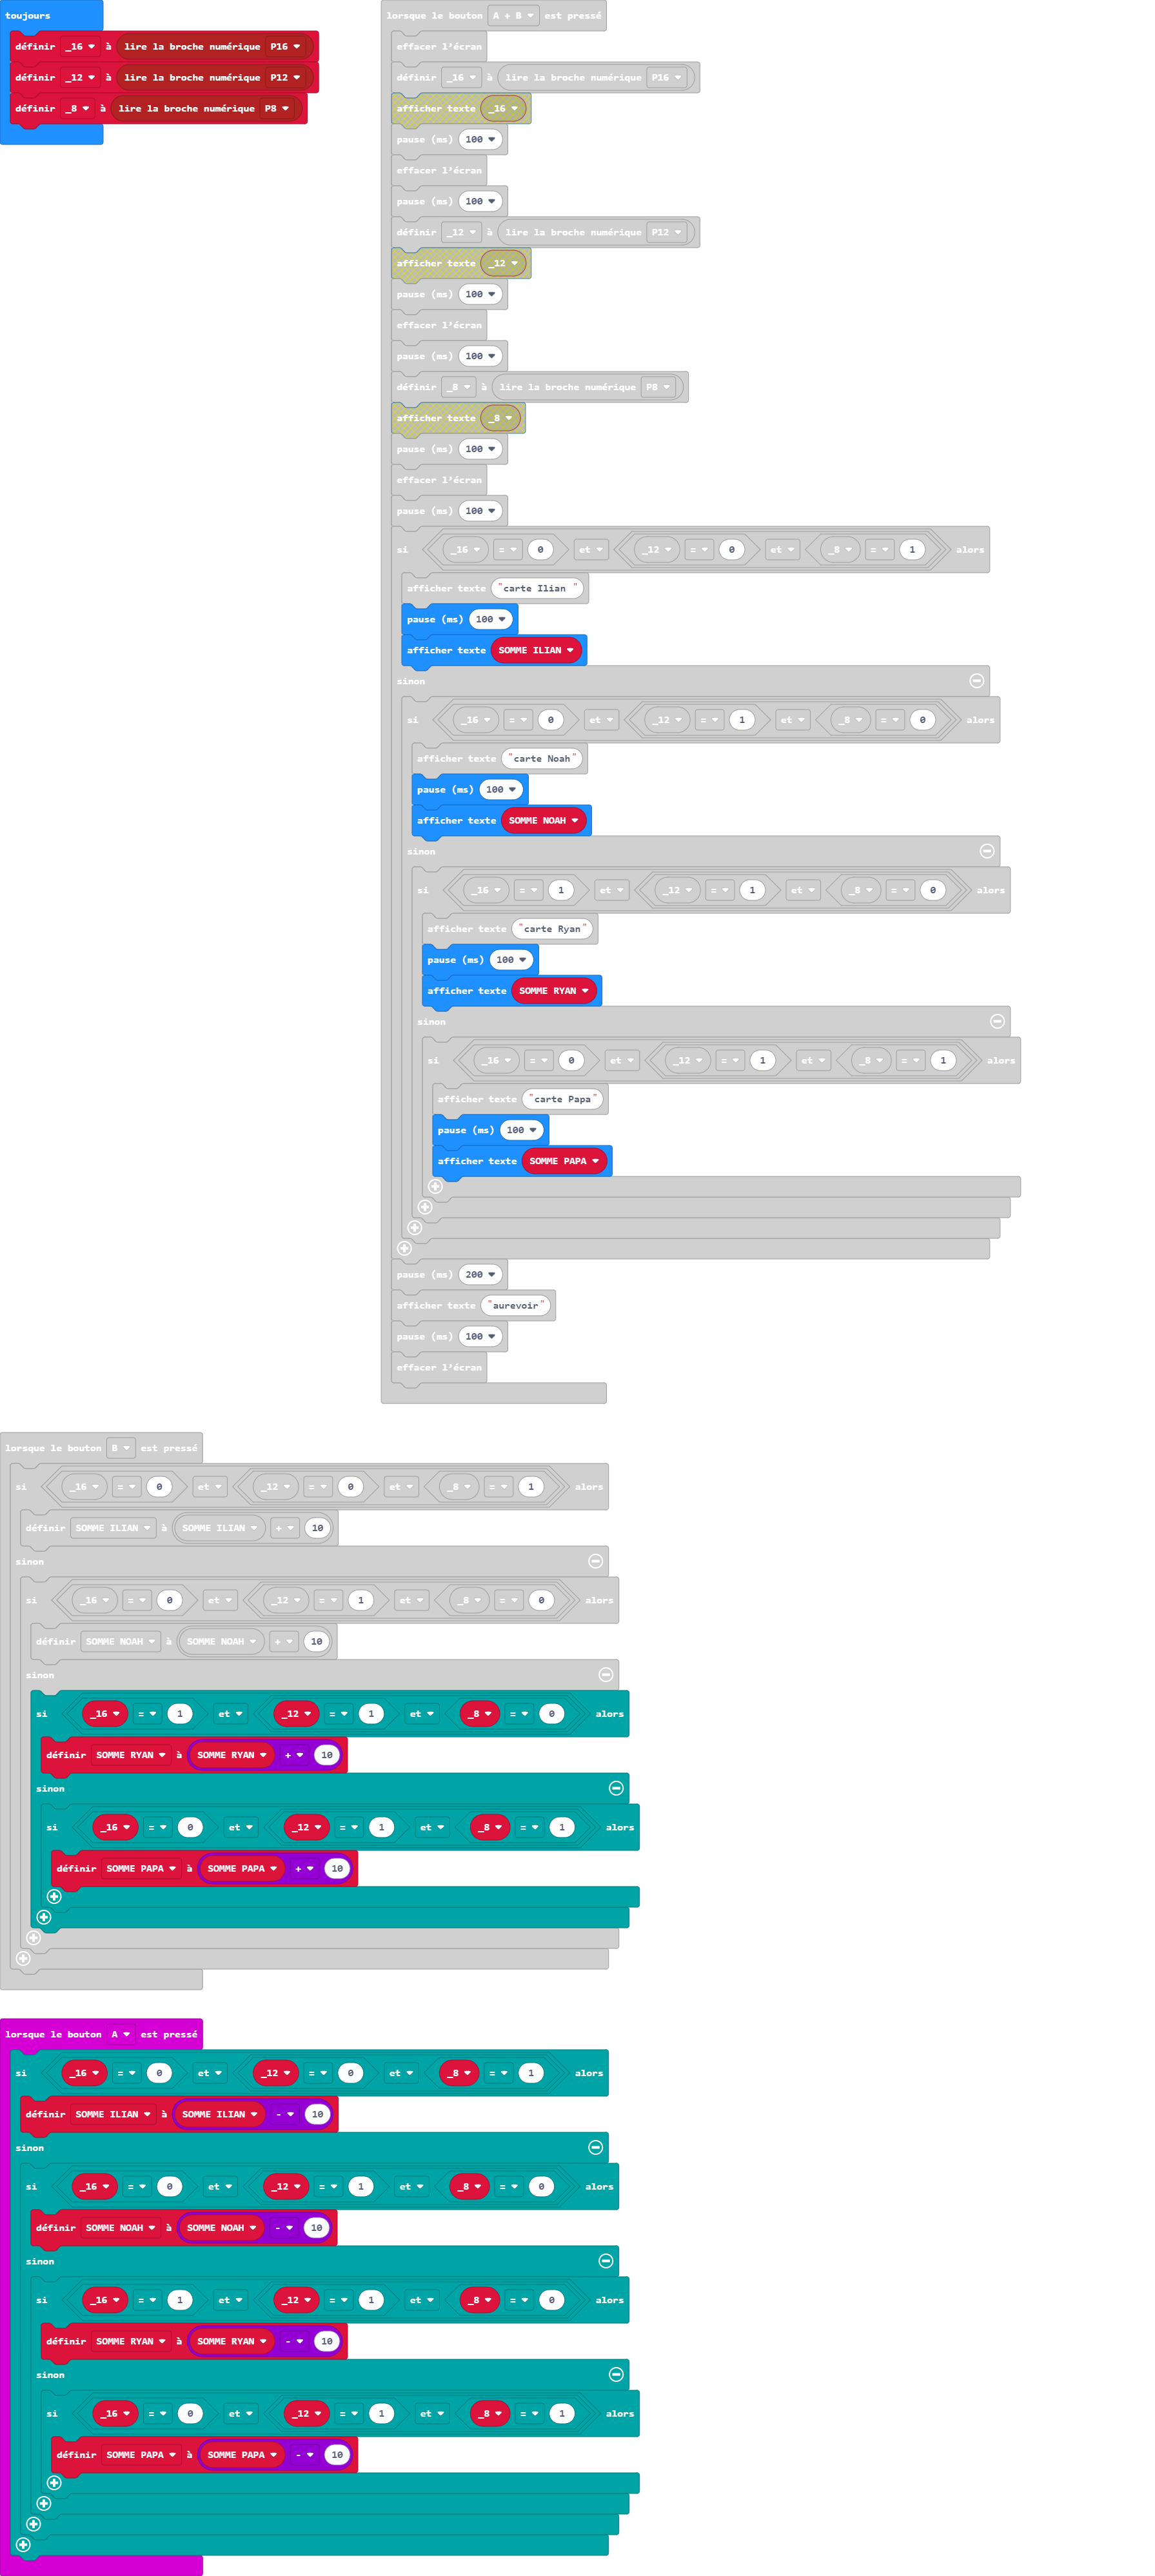 toujours
définir _16 à lire la broche numérique P16
définir _12 à lire la broche numérique P12
définir _8 à lire la broche numérique P8
lorsque le bouton A + B est pressé
effacer l'écran
définir _16 à lire la broche numérique P16
afficher texte _16
pause (ms) 100
effacer l'écran
pause (ms) 100
définir _12 à lire la broche numérique P12
afficher texte _12
pause (ms) 100
effacer l'écran
pause (ms) 100
définir _8 à lire la broche numérique P8
afficher texte _8
pause (ms) 100
effacer l'écran
pause (ms) 100
si _16 = 0 et _12 = 0 et _8 = 1 alors
afficher texte "carte Ilian "
pause (ms) 100
afficher texte SOMME ILIAN
sinon
si _16 = 0 et _12 = 1 et _8 = 0 alors
afficher texte "carte Noah"
pause (ms) 100
afficher texte SOMME NOAH
sinon
si _16 = 1 et _12 = 1 et _8 = 0 alors
afficher texte "carte Ryan"
pause (ms) 100
afficher texte SOMME RYAN
sinon
si _16 = 0 et _12 = 1 et _8 = 1 alors
afficher texte "carte Papa"
pause (ms) 100
afficher texte SOMME PAPA
pause (ms) 200
afficher texte "aurevoir"
pause (ms) 100
effacer l'écran
lorsque le bouton B est pressé
si _16 = 0 et _12 = 0 et _8 = 1 alors
définir SOMME ILIAN à SOMME ILIAN + 10
sinon
si _16 = 0 et _12 = 1 et _8 = 0 alors
définir SOMME NOAH à SOMME NOAH + 10
sinon
si _16 = 1 et _12 = 1 et _8 = 0 alors
définir SOMME RYAN à SOMME RYAN + 10
sinon
si _16 = 0 et _12 = 1 et _8 = 1 alors
définir SOMME PAPA à SOMME PAPA + 10
lorsque le bouton A est pressé
si _16 = 0 et _12 = 0 et _8 = 1 alors
définir SOMME ILIAN à SOMME ILIAN - 10
sinon
si _16 = 0 et _12 = 1 et _8 = 0 alors
définir SOMME NOAH à SOMME NOAH - 10
sinon
si _16 = 1 et _12 = 1 et _8 = 0 alors
définir SOMME RYAN à SOMME RYAN - 10
sinon
si _16 = 0 et _12 = 1 et _8 = 1 alors
définir SOMME PAPA à SOMME PAPA - 10